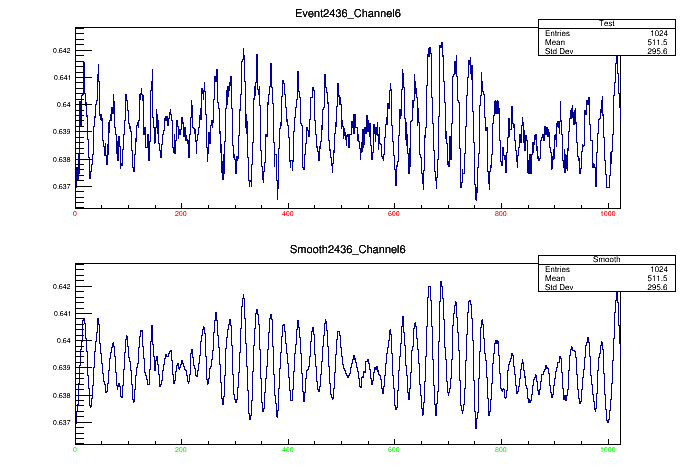 Event2436_Channel6
Test
Entries 1024
Mean 511.5
Std Dev 295.6
0.642
0.641
0.64
0.639
0.638
0.637
0 200 400 600 800 1000
Smooth2436_Channel6
Smooth
Entries 1024
Mean 511.5
Std Dev 295.6
0.642
0.641
0.64
0.639
0.638
0.637
0 200 400 600 800 1000